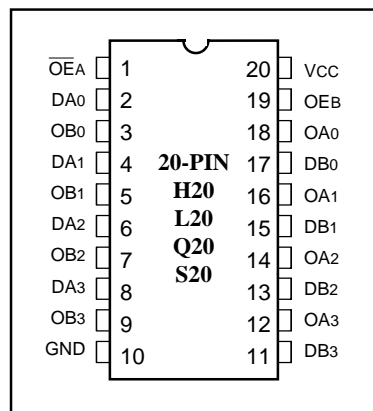 OEA 1 20 VCC
DA0 2 19 OEB
OB0 3 18 OA0
DA1 4 20-PIN 17 DB0
OB1 5 H20 16 OA1
DA2 6 L20 15 DB1
OB2 7 Q20 14 OA2
DA3 8 S20 13 DB2
OB3 9 12 OA3
GND 10 11 DB3